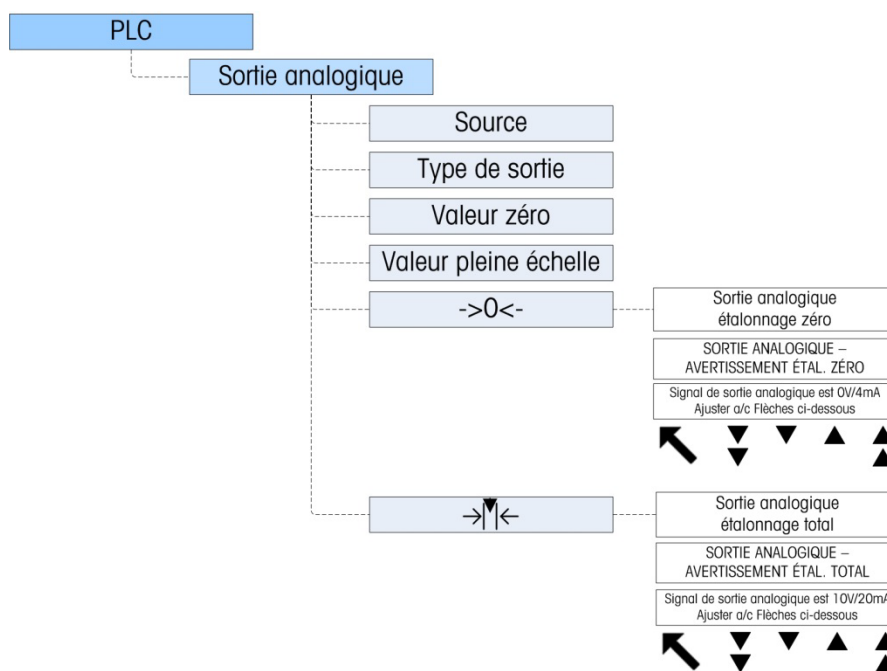 PLC
Sortie analogique
Source
Type de sortie
Valeur zéro
Valeur pleine échelle
->0<-
Sortie analogique
étalonnage zéro
SORTIE ANALOGIQUE –
AVERTISSEMENT ÉTAL. ZÉRO
Signal de sortie analogique est 0V/4mA
Ajuster a/c Flèches ci-dessous
Sortie analogique
étalonnage total
SORTIE ANALOGIQUE –
AVERTISSEMENT ÉTAL. TOTAL
Signal de sortie analogique est 10V/20mA
Ajuster a/c Flèches ci-dessous